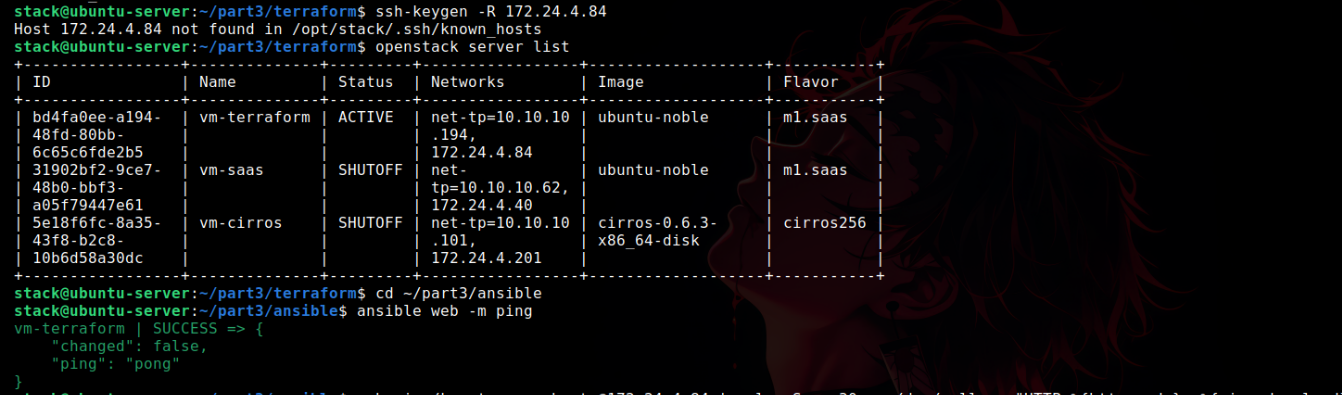 stack@ubuntu-server:~/part3/terraform$ ssh-keygen -R 172.24.4.84
Host 172.24.4.84 not found in /opt/stack/.ssh/known_hosts
stack@ubuntu-server:~/part3/terraform$ openstack server list
+-----------------+--------------+---------+-----------------+-------------------+-----------+
| ID              | Name         | Status  | Networks        | Image             | Flavor    |
+-----------------+--------------+---------+-----------------+-------------------+-----------+
| bd4fa0ee-a194-  | vm-terraform | ACTIVE  | net-tp=10.10.10 | ubuntu-noble      | m1.saas   |
| 48fd-80bb-      |              |         | .194,           |                   |           |
| 6c65c6fde2b5    |              |         | 172.24.4.84     |                   |           |
| 31902bf2-9ce7-  | vm-saas      | SHUTOFF | net-            | ubuntu-noble      | m1.saas   |
| 48b0-bbf3-      |              |         | tp=10.10.10.62, |                   |           |
| a05f79447e61    |              |         | 172.24.4.40     |                   |           |
| 5e18f6fc-8a35-  | vm-cirros    | SHUTOFF | net-tp=10.10.10 | cirros-0.6.3-     | cirros256 |
| 43f8-b2c8-      |              |         | .101,           | x86_64-disk       |           |
| 10b6d58a30dc    |              |         | 172.24.4.201    |                   |           |
+-----------------+--------------+---------+-----------------+-------------------+-----------+
stack@ubuntu-server:~/part3/terraform$ cd ~/part3/ansible
stack@ubuntu-server:~/part3/ansible$ ansible web -m ping
vm-terraform | SUCCESS => {
    "changed": false,
    "ping": "pong"
}